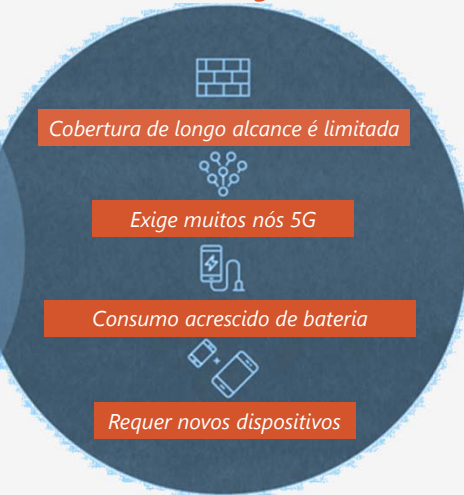 Cobertura de longo alcance é limitada
Exige muitos nós 5G
Consumo acrescido de bateria
Requer novos dispositivos